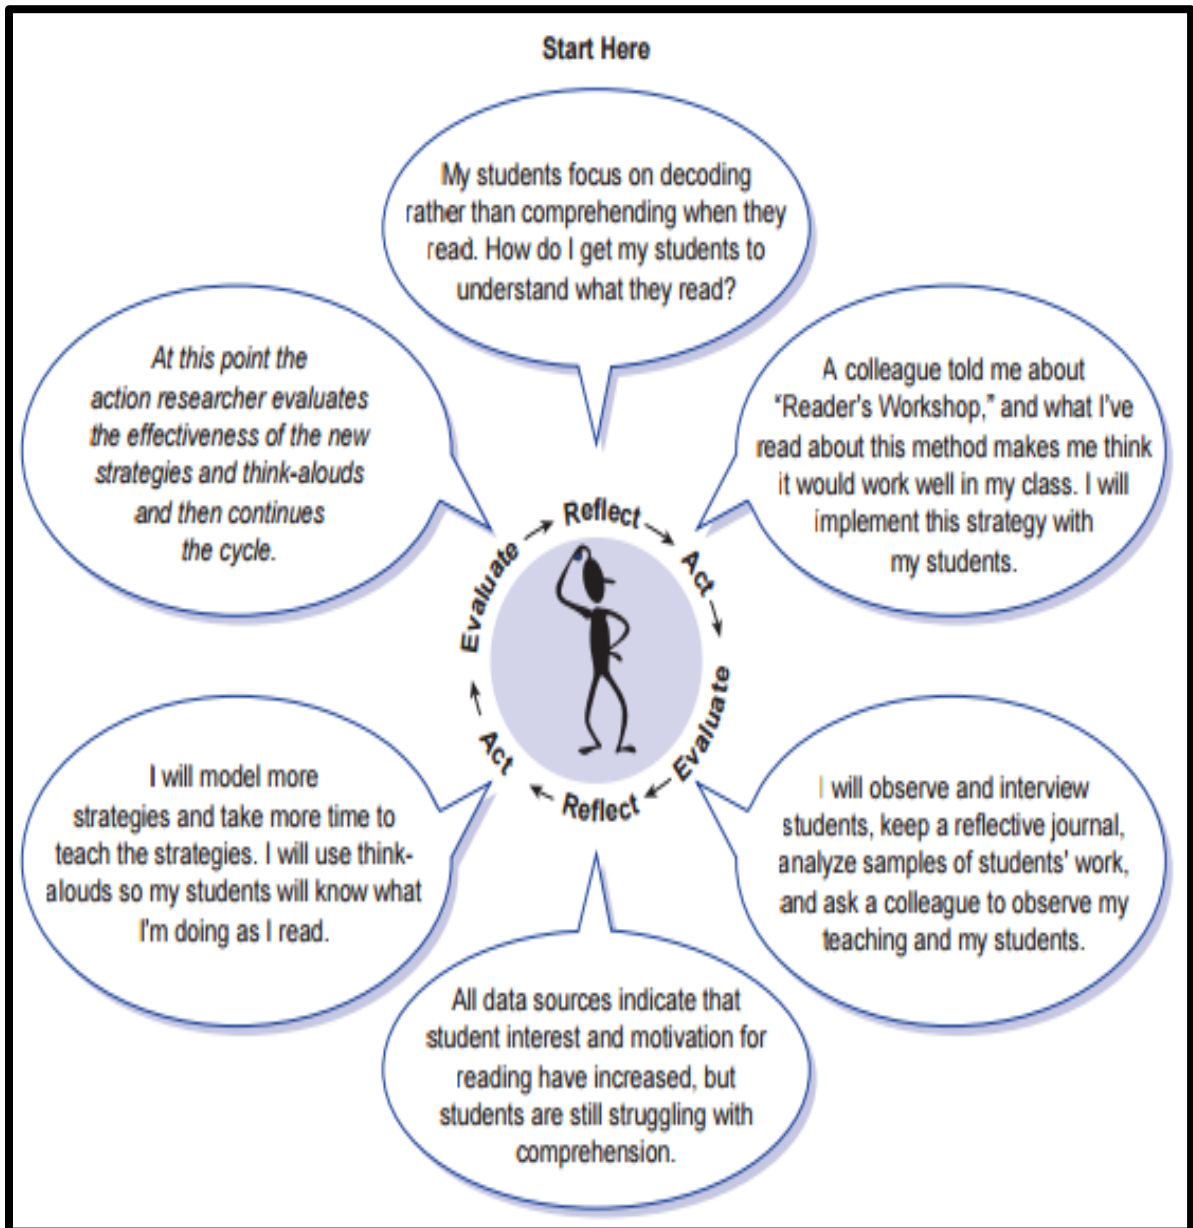 Start Here
My students focus on decoding
rather than comprehending when they
read. How do I get my students to
understand what they read?
A colleague told me about
“Reader's Workshop,” and what I've
read about this method makes me think
it would work well in my class. I will
implement this strategy with
my students.
I will observe and interview
students, keep a reflective journal,
analyze samples of students' work,
and ask a colleague to observe my
teaching and my students.
All data sources indicate that
student interest and motivation for
reading have increased, but
students are still struggling with
comprehension.
I will model more
strategies and take more time to
teach the strategies. I will use think-
alouds so my students will know what
I'm doing as I read.
At this point the
action researcher evaluates
the effectiveness of the new
strategies and think-alouds
and then continues
the cycle.
Reflect
Act
Evaluate
Reflect
Act
Evaluate